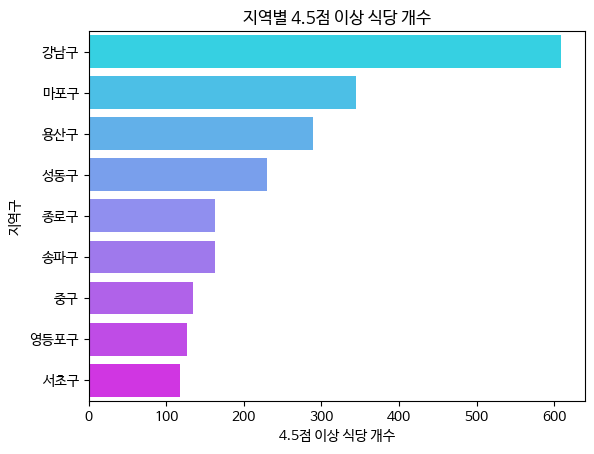 지역별 4.5점 이상 식당 개수
지역구
강남구
마포구
용산구
성동구
종로구
송파구
중구
영등포구
서초구
0 100 200 300 400 500 600
4.5점 이상 식당 개수